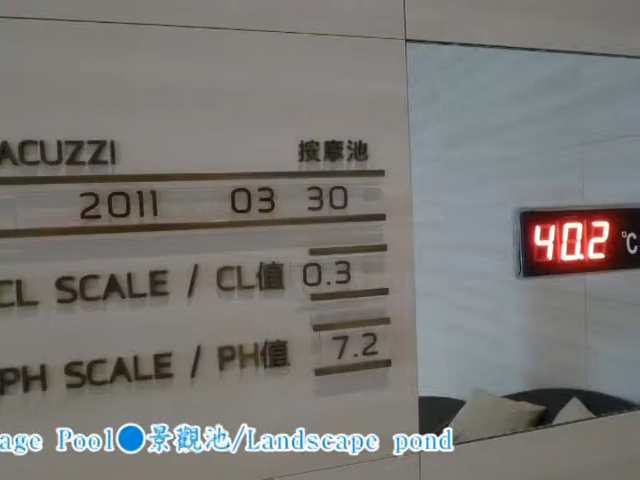 ACUZZI 按摩池
2011 03 30
40.2 °C
CL SCALE / CL值 0.3
PH SCALE / PH值 7.2
age Pool●景觀池/Landscape pond